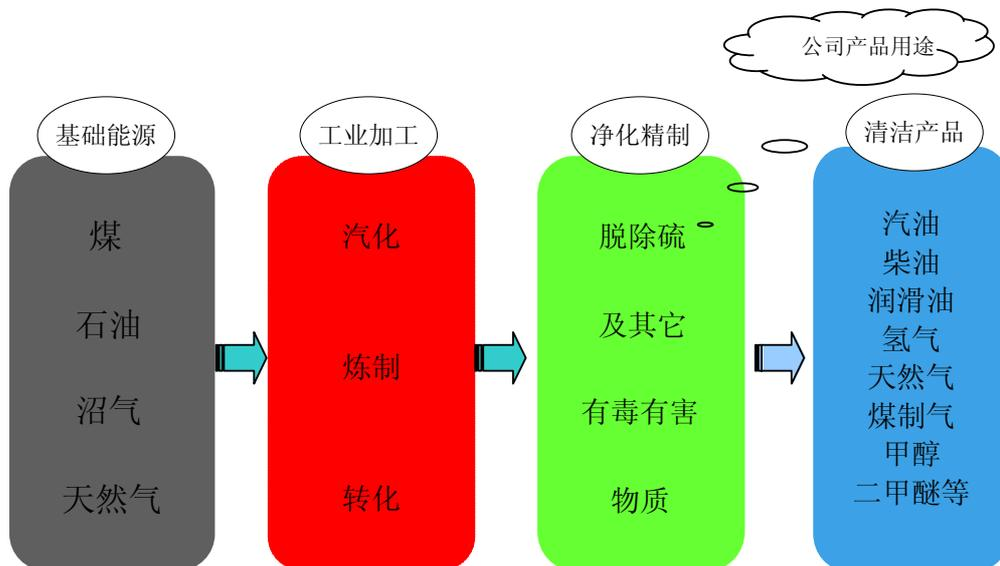 公司产品用途
基础能源
煤
石油
沼气
天然气
工业加工
汽化
炼制
转化
净化精制
脱除硫
及其它
有毒有害
物质
清洁产品
汽油
柴油
润滑油
氢气
天然气
煤制气
甲醇
二甲醚等